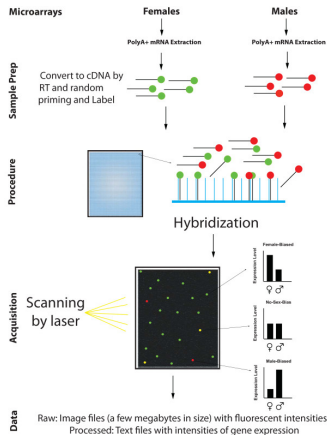 Microarrays
Females
Males
PolyA+ mRNA Extraction
PolyA+ mRNA Extraction
Sample Prep
Convert to cDNA by
RT and random
priming and Label
Procedure
Hybridization
Acquisition
Scanning
by laser
Female-Biased
Expression Level
♀ ♂
No-Sex-Bias
Expression Level
♀ ♂
Male-Biased
Expression Level
♀ ♂
Data
Raw: Image files (a few megabytes in size) with fluorescent intensities
Processed: Text files with intensities of gene expression